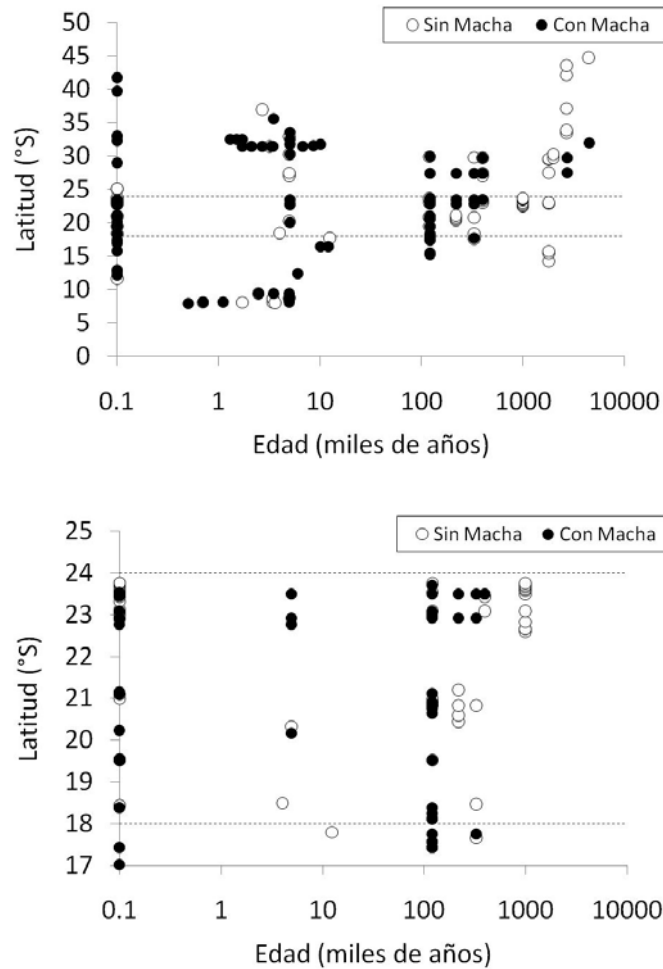 Sin Macha Con Macha
50
45
40
35
30
25
20
15
10
5
0
Latitud (°S)
0.1 1 10 100 1000 10000
Edad (miles de años)
Sin Macha Con Macha
25
24
23
22
21
20
19
18
17
Latitud (°S)
0.1 1 10 100 1000 10000
Edad (miles de años)